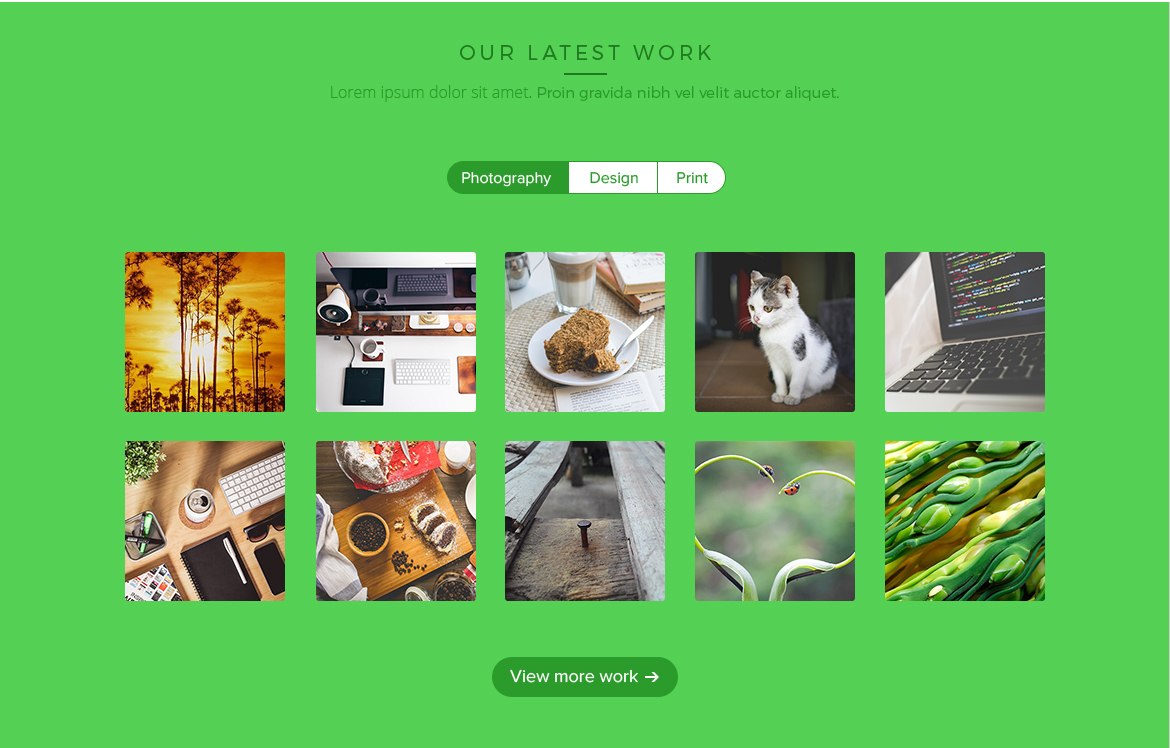 OUR LATEST WORK
Lorem ipsum dolor sit amet. Proin gravida nibh vel velit auctor aliquet.
Photography Design Print
View more work →